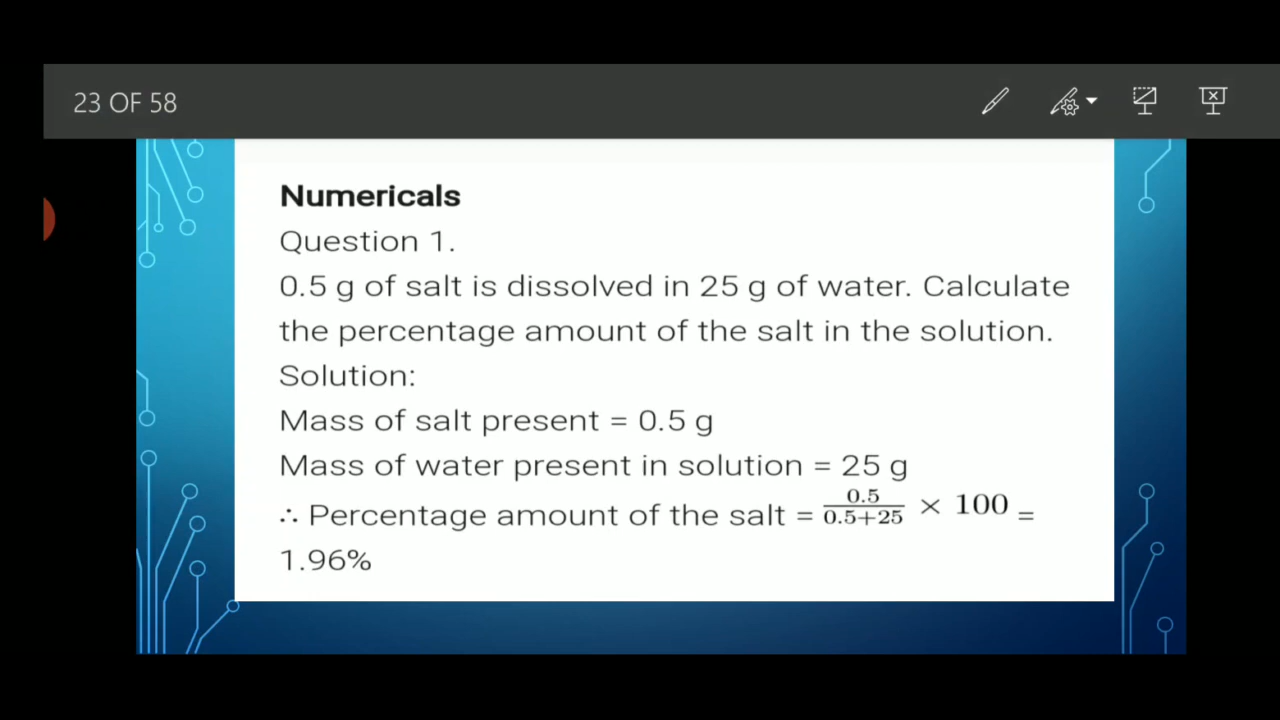 23 OF 58
Numericals
Question 1.
0.5 g of salt is dissolved in 25 g of water. Calculate
the percentage amount of the salt in the solution.
Solution:
Mass of salt present = 0.5 g
Mass of water present in solution = 25 g
∴ Percentage amount of the salt = 0.5/0.5+25 × 100 =
1.96%